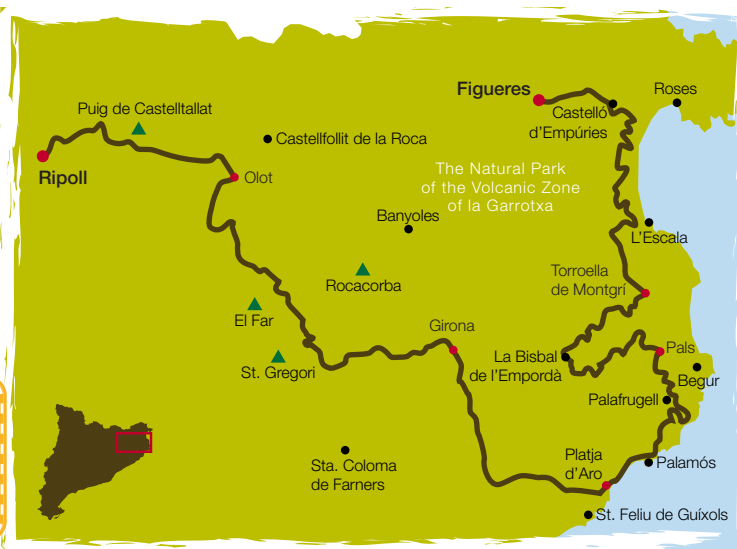 Figueres
Roses
Puig de Castelltallat
Castelló
d'Empúries
Castellfollit de la Roca
Ripoll
Olot
The Natural Park
of the Volcanic Zone
of la Garrotxa
Banyoles
L'Escala
Rocacorba
Torroella
de Montgrí
El Far
Girona
St. Gregori
La Bisbal
de l'Empordà
Pals
Begur
Palafrugell
Sta. Coloma
de Farners
Platja
d'Aro
Palamós
St. Feliu de Guíxols